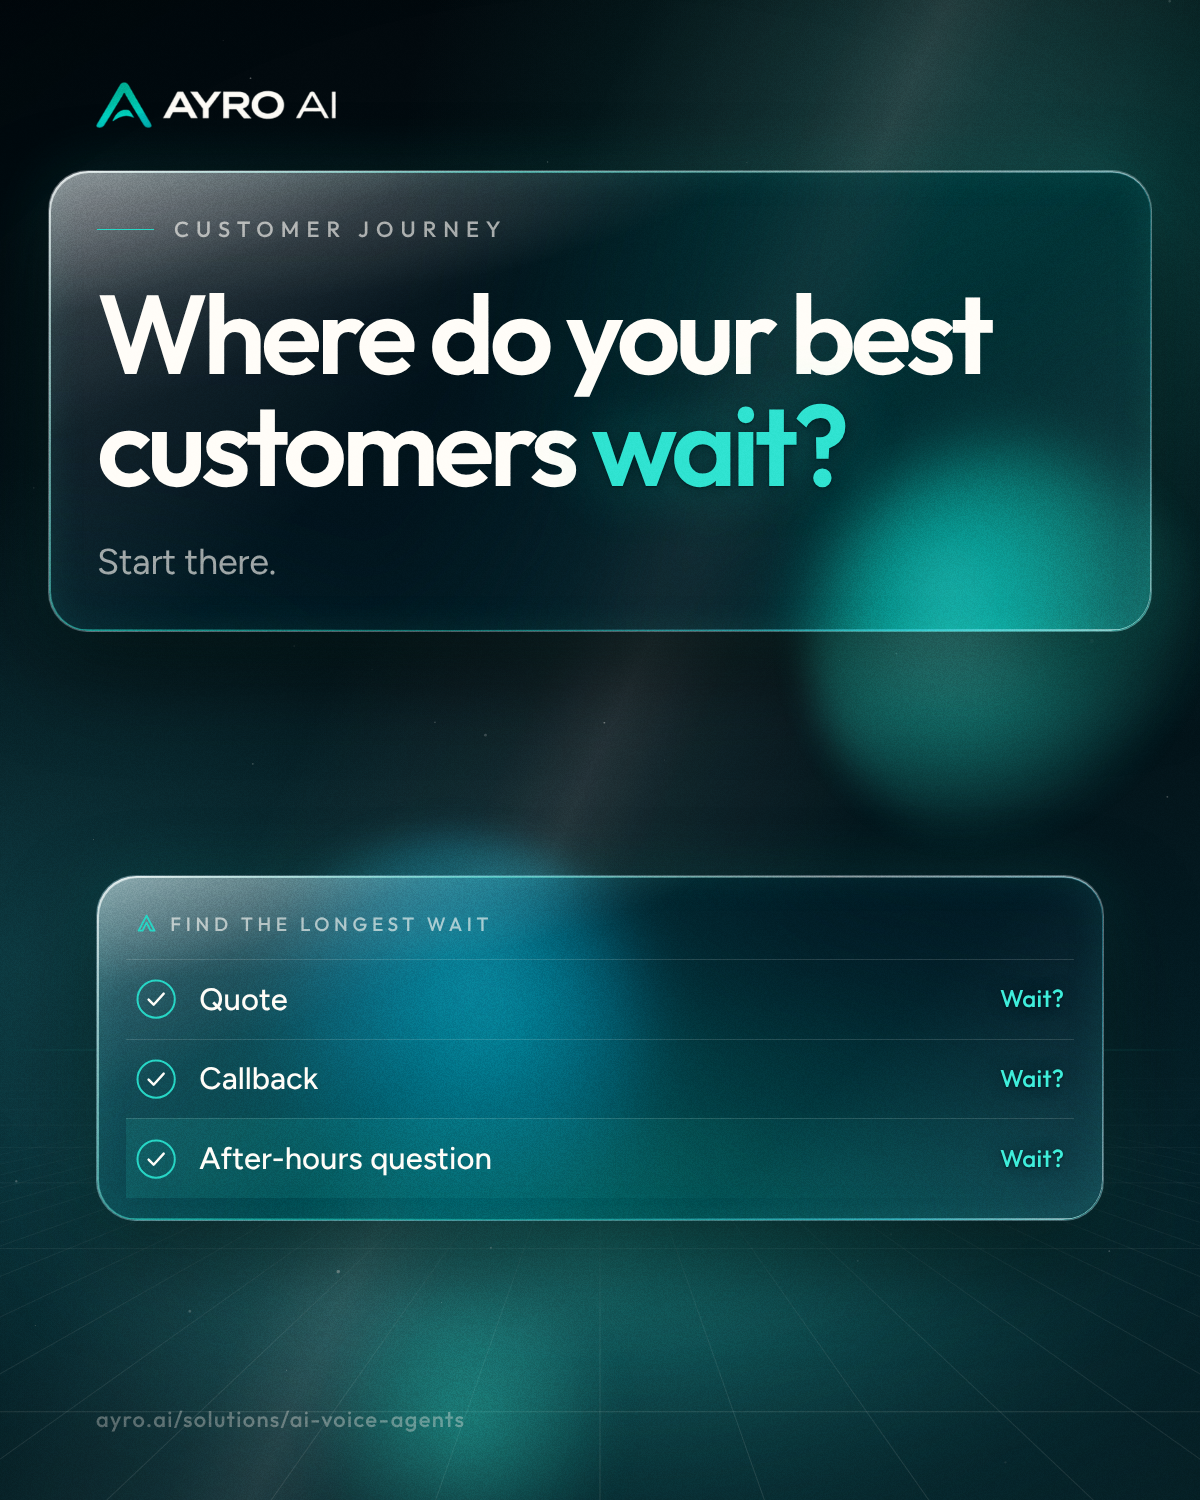 AYRO AI
CUSTOMER JOURNEY
Where do your best
customers wait?
Start there.
FIND THE LONGEST WAIT
Quote Wait?
Callback Wait?
After-hours question Wait?
ayro.ai/solutions/ai-voice-agents